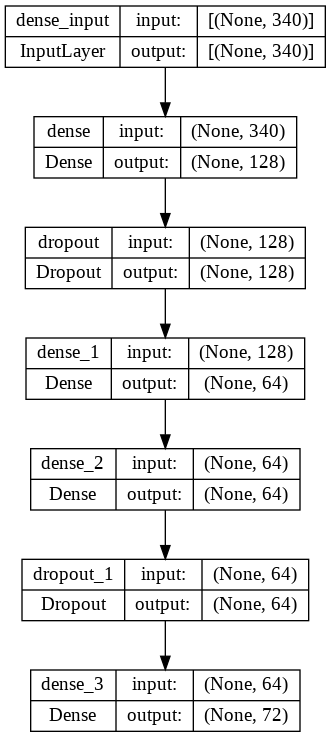 dense_input input: [(None, 340)]
InputLayer output: [(None, 340)]
dense input: (None, 340)
Dense output: (None, 128)
dropout input: (None, 128)
Dropout output: (None, 128)
dense_1 input: (None, 128)
Dense output: (None, 64)
dense_2 input: (None, 64)
Dense output: (None, 64)
dropout_1 input: (None, 64)
Dropout output: (None, 64)
dense_3 input: (None, 64)
Dense output: (None, 72)